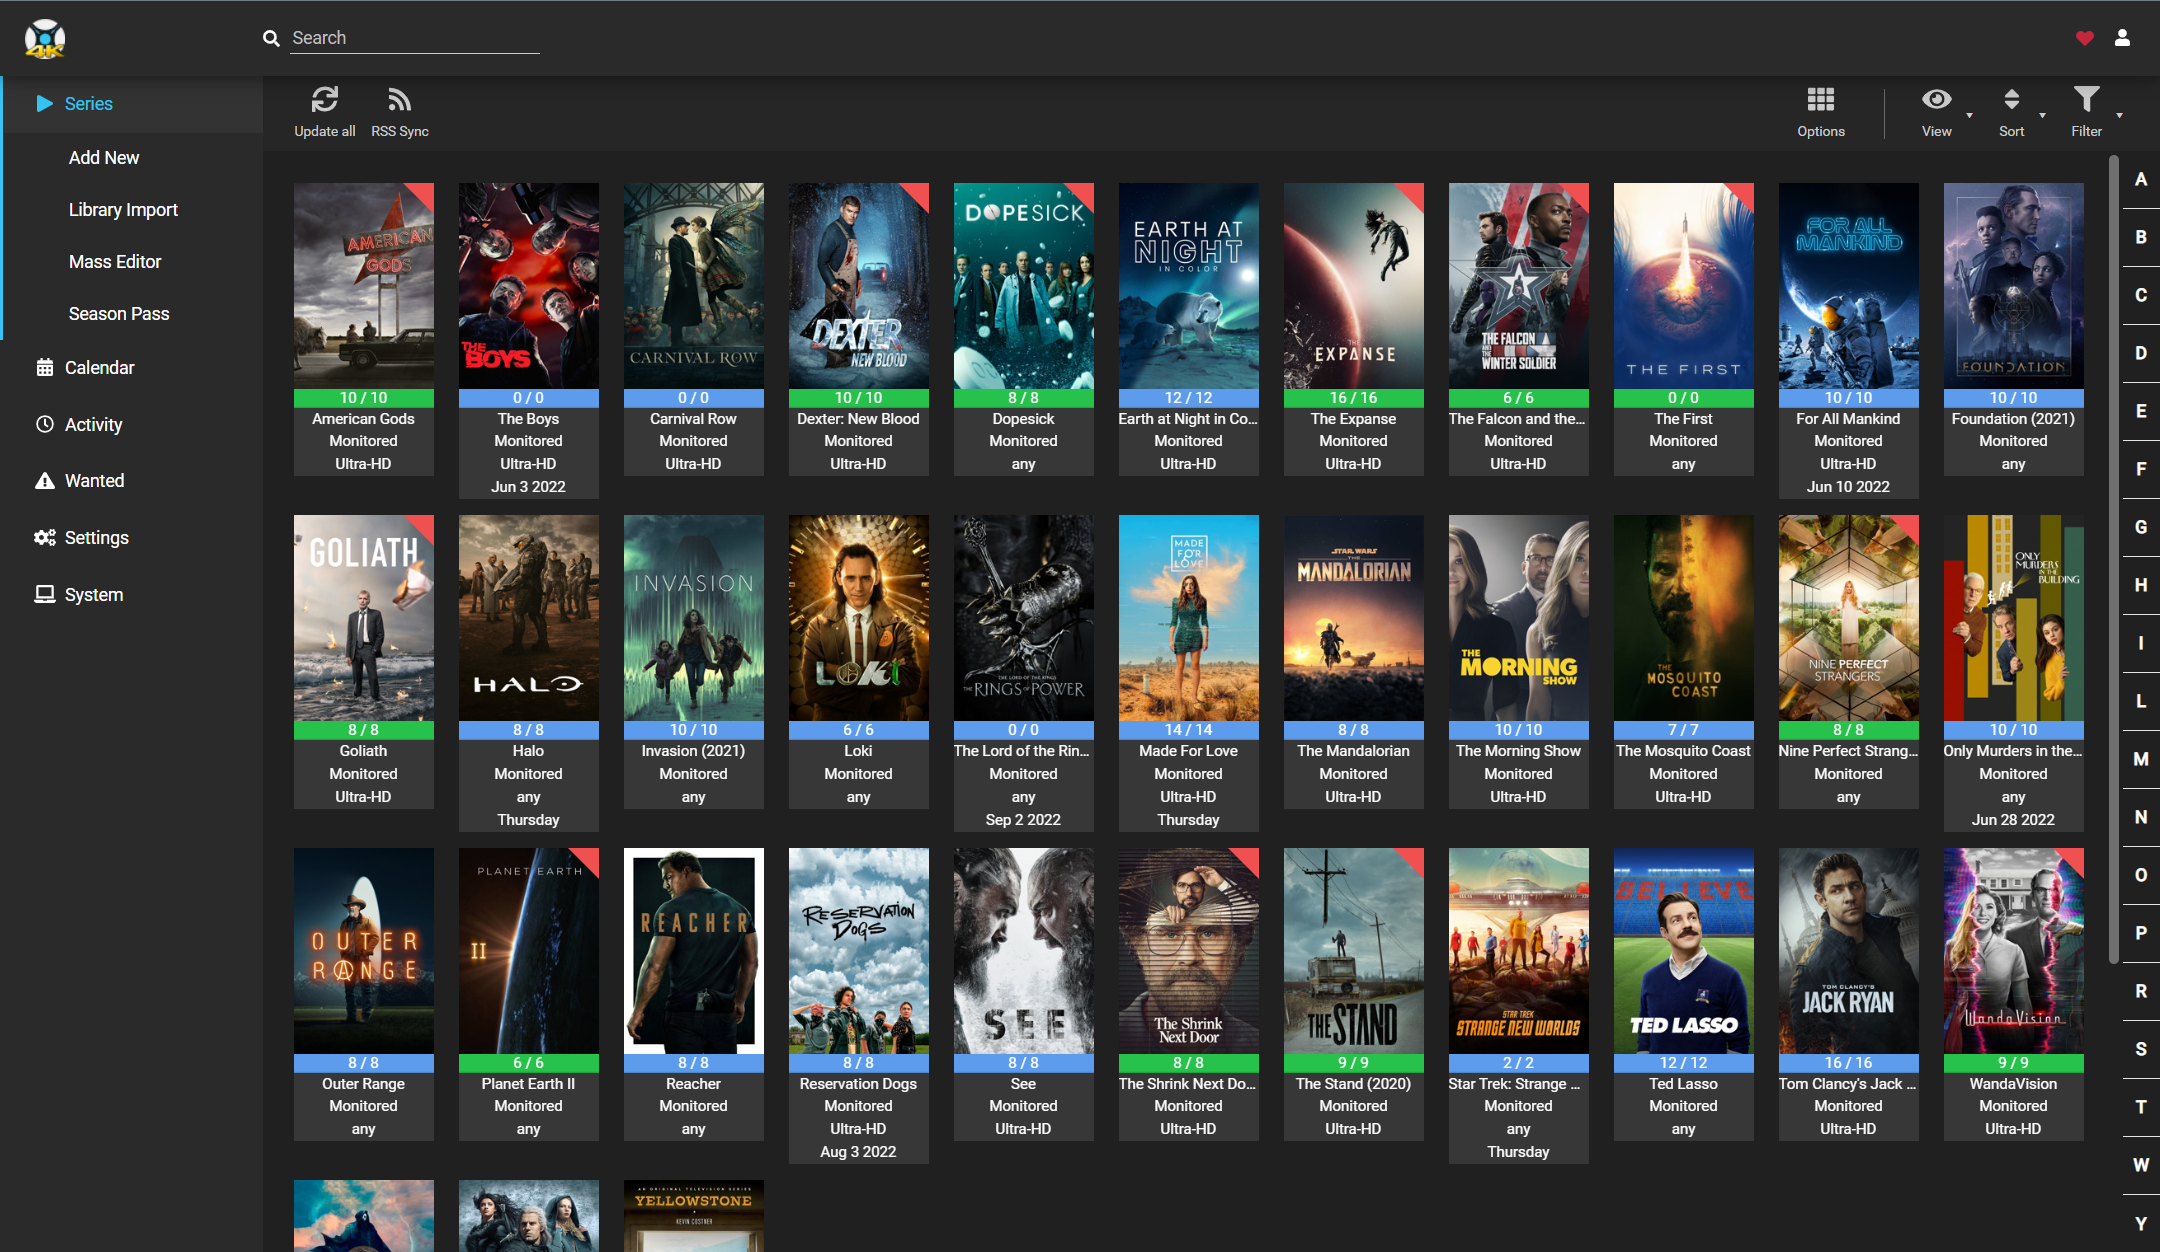 4K
Search
Series
Add New
Library Import
Mass Editor
Season Pass
Calendar
Activity
Wanted
Settings
System
Update all
RSS Sync
Options
View
Sort
Filter
AMERICAN
GODS
10 / 10
American Gods
Monitored
Ultra-HD
THE
BOYS
0 / 0
The Boys
Monitored
Ultra-HD
Jun 3 2022
CARNIVAL ROW
0 / 0
Carnival Row
Monitored
Ultra-HD
DEXTER
NEW BLOOD
10 / 10
Dexter: New Blood
Monitored
Ultra-HD
DOPESICK
8 / 8
Dopesick
Monitored
any
EARTH AT
NIGHT
IN COLOR
12 / 12
Earth at Night in Co...
Monitored
Ultra-HD
THE
EXPANSE
16 / 16
The Expanse
Monitored
Ultra-HD
THE FALCON
AND THE
WINTER SOLDIER
6 / 6
The Falcon and the...
Monitored
Ultra-HD
THE FIRST
0 / 0
The First
Monitored
any
FOR ALL
MANKIND
10 / 10
For All Mankind
Monitored
Ultra-HD
Jun 10 2022
FOUNDATION
10 / 10
Foundation (2021)
Monitored
any
GOLIATH
8 / 8
Goliath
Monitored
Ultra-HD
HALO
8 / 8
Halo
Monitored
any
Thursday
INVASION
10 / 10
Invasion (2021)
Monitored
any
LOKI
6 / 6
Loki
Monitored
any
THE LORD OF THE RINGS
THE RINGS OF POWER
0 / 0
The Lord of the Rin...
Monitored
any
Sep 2 2022
MADE
FOR
LOVE
14 / 14
Made For Love
Monitored
Ultra-HD
Thursday
STAR WARS
THE
MANDALORIAN
8 / 8
The Mandalorian
Monitored
Ultra-HD
THE
MORNING
SHOW
10 / 10
The Morning Show
Monitored
Ultra-HD
THE
MOSQUITO
COAST
7 / 7
The Mosquito Coast
Monitored
Ultra-HD
NINE PERFECT
STRANGERS
8 / 8
Nine Perfect Strang...
Monitored
any
ONLY
MURDERS
IN THE
BUILDING
10 / 10
Only Murders in the...
Monitored
any
Jun 28 2022
OUTER
RANGE
8 / 8
Outer Range
Monitored
any
PLANET EARTH
II
6 / 6
Planet Earth II
Monitored
any
REACHER
8 / 8
Reacher
Monitored
any
RESERVATION
DOGS
8 / 8
Reservation Dogs
Monitored
Ultra-HD
Aug 3 2022
SEE
8 / 8
See
Monitored
Ultra-HD
The Shrink
Next Door
8 / 8
The Shrink Next Do...
Monitored
Ultra-HD
THE STAND
9 / 9
The Stand (2020)
Monitored
Ultra-HD
STAR TREK
STRANGE NEW WORLDS
2 / 2
Star Trek: Strange ...
Monitored
any
Thursday
BELIEVE
TED LASSO
12 / 12
Ted Lasso
Monitored
any
TOM CLANCY'S
JACK RYAN
16 / 16
Tom Clancy's Jack ...
Monitored
Ultra-HD
WandaVision
9 / 9
WandaVision
Monitored
Ultra-HD
AN ORIGINAL TELEVISION SERIES
YELLOWSTONE
KEVIN COSTNER
A
B
C
D
E
F
G
H
I
L
M
N
O
P
R
S
T
W
Y